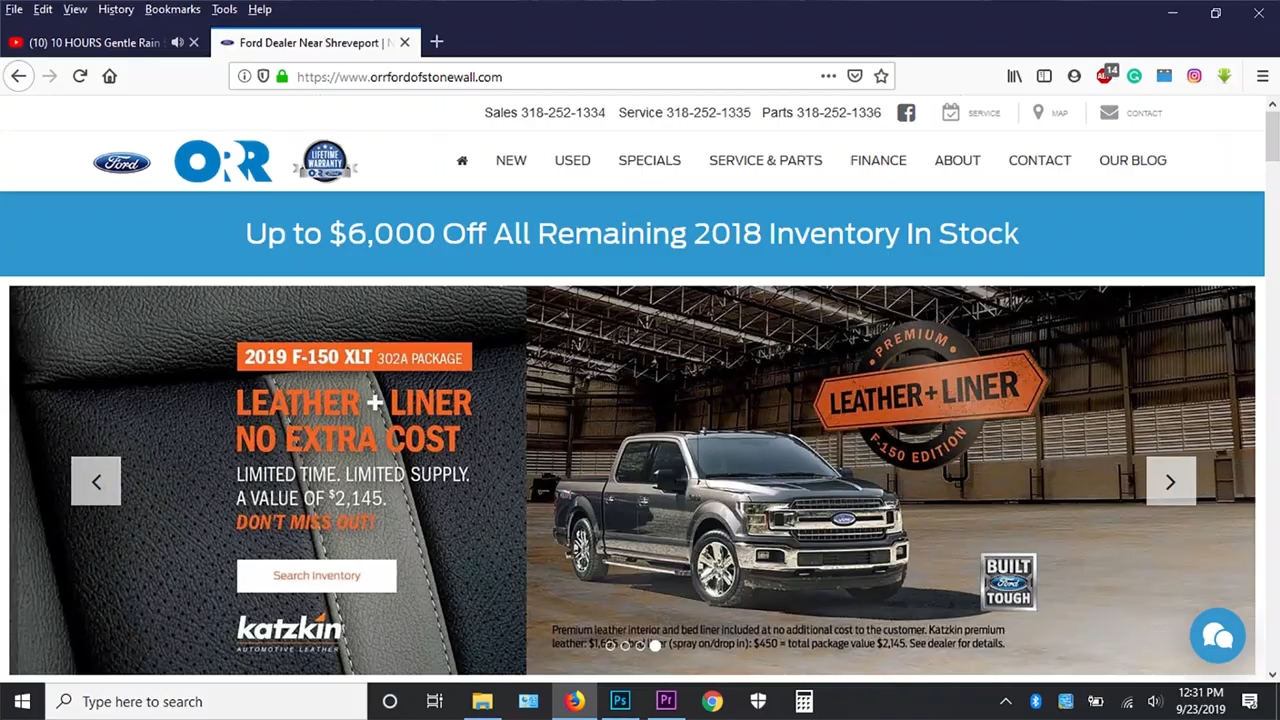 File Edit View History Bookmarks Tools Help
(10) 10 HOURS Gentle Rain
Ford Dealer Near Shreveport |
https://www.orrfordofstonewall.com
14
Sales 318-252-1334 Service 318-252-1335 Parts 318-252-1336 SERVICE MAP CONTACT
Ford ORR LIFETIME WARRANTY ORR
NEW USED SPECIALS SERVICE & PARTS FINANCE ABOUT CONTACT OUR BLOG
Up to $6,000 Off All Remaining 2018 Inventory In Stock
2019 F-150 XLT 302A PACKAGE
LEATHER + LINER
NO EXTRA COST
LIMITED TIME. LIMITED SUPPLY.
A VALUE OF $2,145.
DON'T MISS OUT!
Search Inventory
katzkin
AUTOMOTIVE LEATHER
PREMIUM
LEATHER + LINER
F-150 EDITION
Ford
BUILT
Ford
TOUGH
Premium leather interior and bed liner included at no additional cost to the customer. Katzkin premium
leather: (spray on/drop in): $450 = total package value $2,145. See dealer for details.
Type here to search
Ps
Pr
12:31 PM
9/23/2019